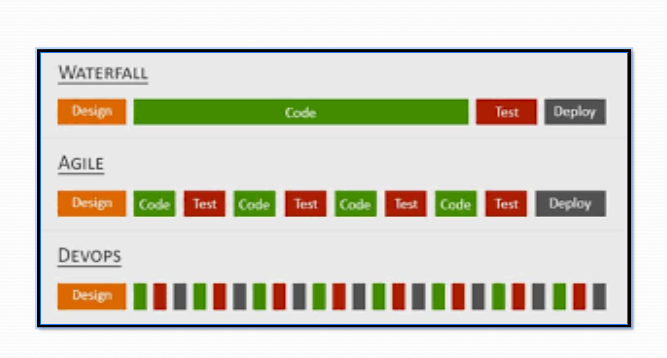 WATERFALL
Design Code Test Deploy
AGILE
Design Code Test Code Test Code Test Code Test Deploy
DEVOPS
Design